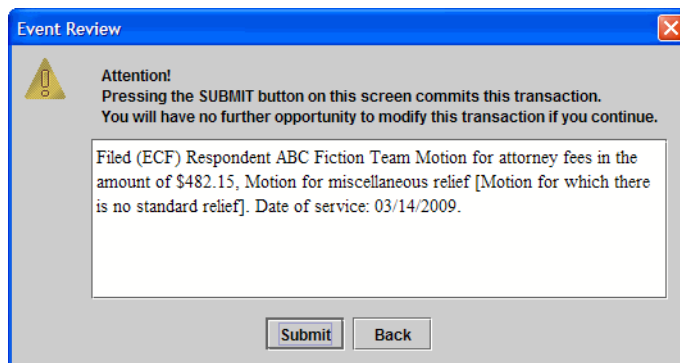 Event Review
Attention!
Pressing the SUBMIT button on this screen commits this transaction.
You will have no further opportunity to modify this transaction if you continue.
Filed (ECF) Respondent ABC Fiction Team Motion for attorney fees in the
amount of $482.15, Motion for miscellaneous relief [Motion for which there
is no standard relief]. Date of service: 03/14/2009.
Submit Back